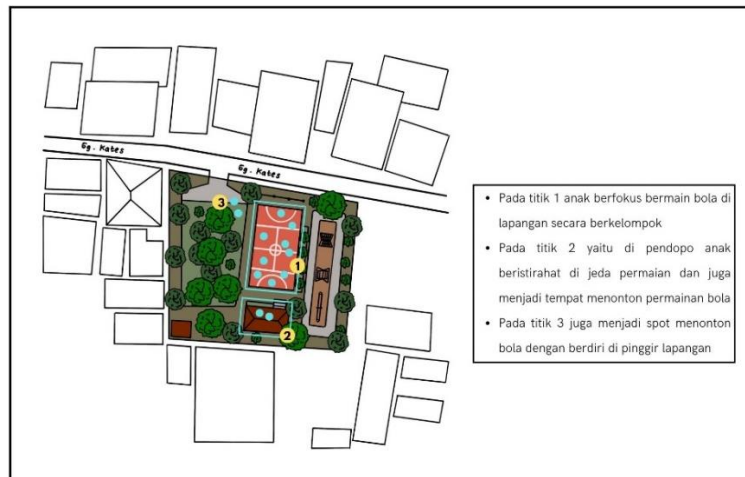 Gg. Kates
Gg. Kates
3
1
2
• Pada titik 1 anak berfokus bermain bola di
lapangan secara berkelompok
• Pada titik 2 yaitu di pendopo anak
beristirahat di jeda permaian dan juga
menjadi tempat menonton permainan bola
• Pada titik 3 juga menjadi spot menonton
bola dengan berdiri di pinggir lapangan